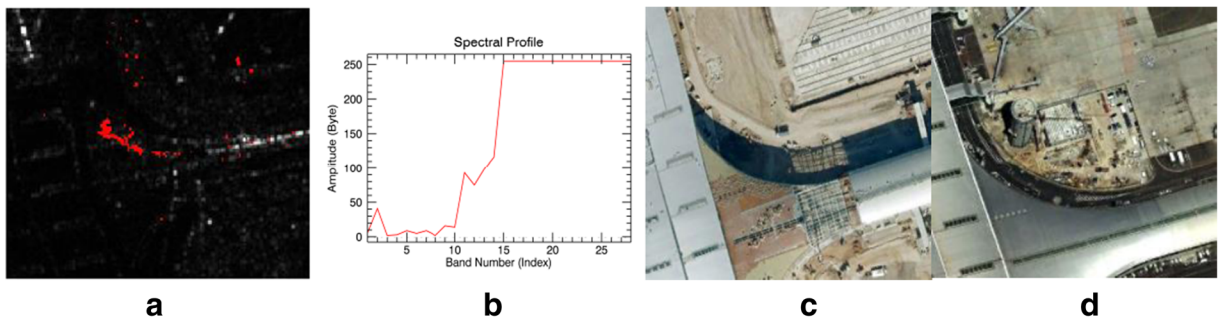 Spectral Profile
Amplitude (Byte)
250
200
150
100
50
0
5
10
15
20
25
Band Number (Index)
a
b
c
d